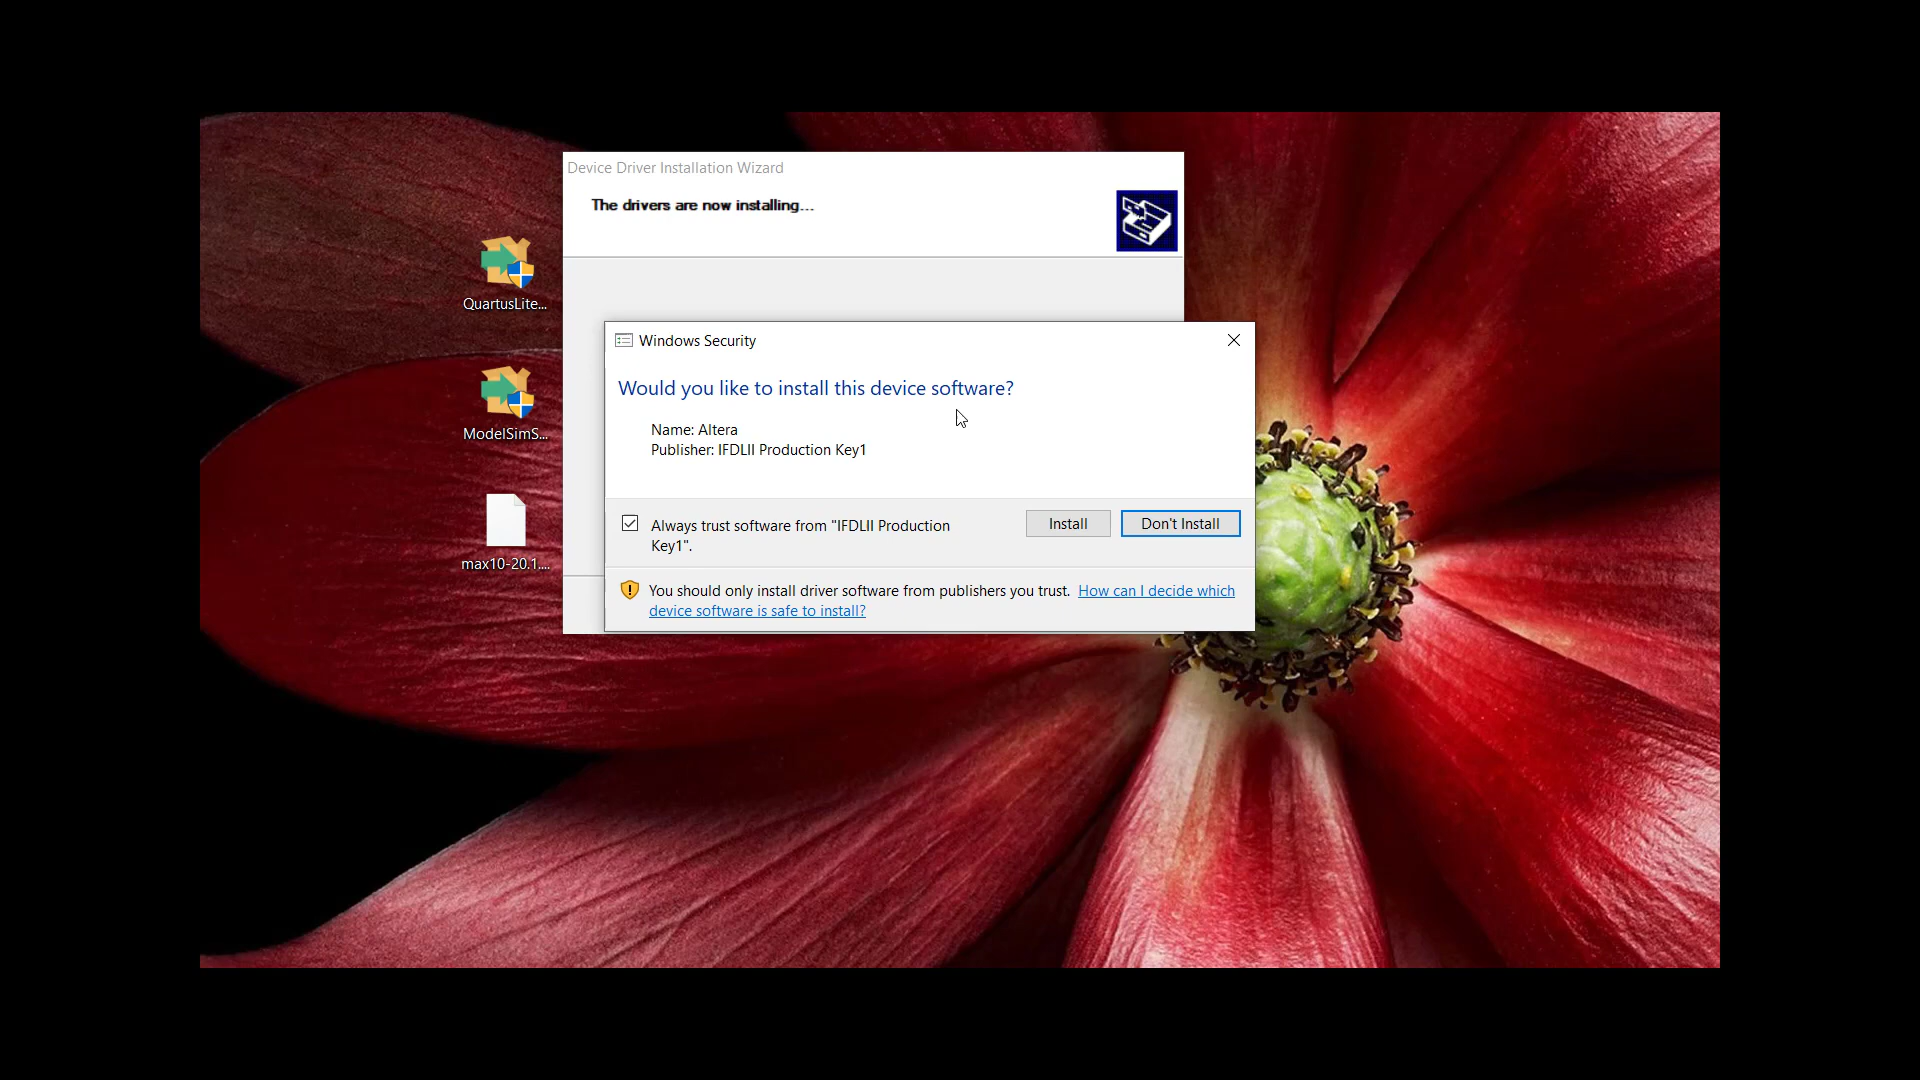 Device Driver Installation Wizard
The drivers are now installing...
QuartusLite...
ModelSimS...
max10-20.1....
Windows Security
Would you like to install this device software?
Name: Altera
Publisher: IFDLII Production Key1
Always trust software from "IFDLII Production
Key1".
Install
Don't Install
You should only install driver software from publishers you trust. How can I decide which
device software is safe to install?